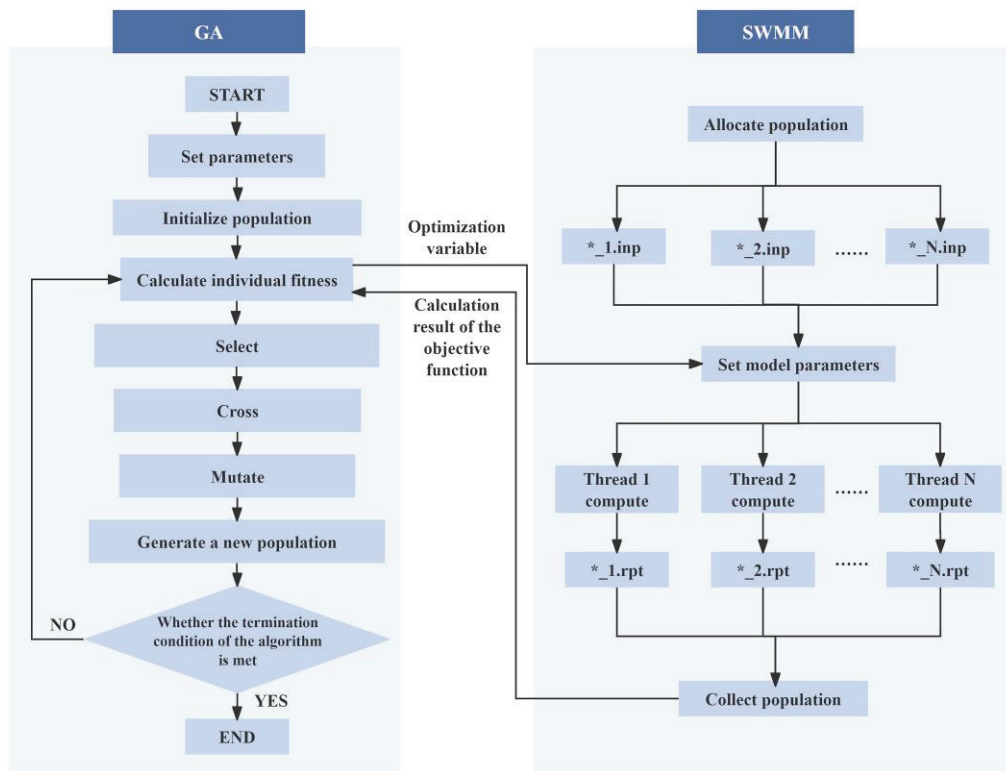 GA
START
Set parameters
Initialize population
Calculate individual fitness
Select
Cross
Mutate
Generate a new population
Whether the termination
condition of the algorithm
is met
NO
YES
END
Optimization
variable
Calculation
result of the
objective
function
SWMM
Allocate population
*_1.inp
*_2.inp
......
*_N.inp
Set model parameters
Thread 1
compute
Thread 2
compute
......
Thread N
compute
*_1.rpt
*_2.rpt
......
*_N.rpt
Collect population